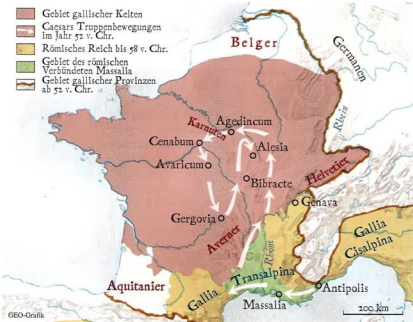 Gebiet gallischer Kelten
Caesars Truppenbewegungen
im Jahr 52 v. Chr.
Römisches Reich bis 58 v. Chr.
Gebiet des römischen
Verbündeten Massalia
Gebiet gallischer Provinzen
ab 52 v. Chr.
Belger
Germanen
Rhein
Karnuten
Agedincum
Cenabum
Alesia
Avaricum
Helvetier
Bibracte
Genava
Gergovia
Averner
Gallia
Cisalpina
Rhone
Aquitanier
Gallia
Transalpina
Massalia
Antipolis
200 km
GEO-Grafik